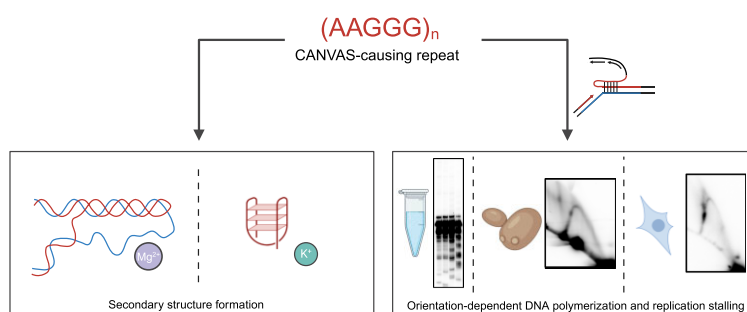 (AAGGG)n
CANVAS-causing repeat
Mg²⁺
K⁺
Secondary structure formation
Orientation-dependent DNA polymerization and replication stalling